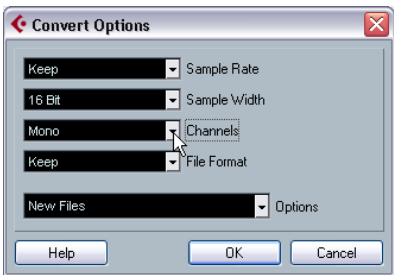 Convert Options
Keep Sample Rate
16 Bit Sample Width
Mono Channels
Keep File Format
New Files Options
Help OK Cancel